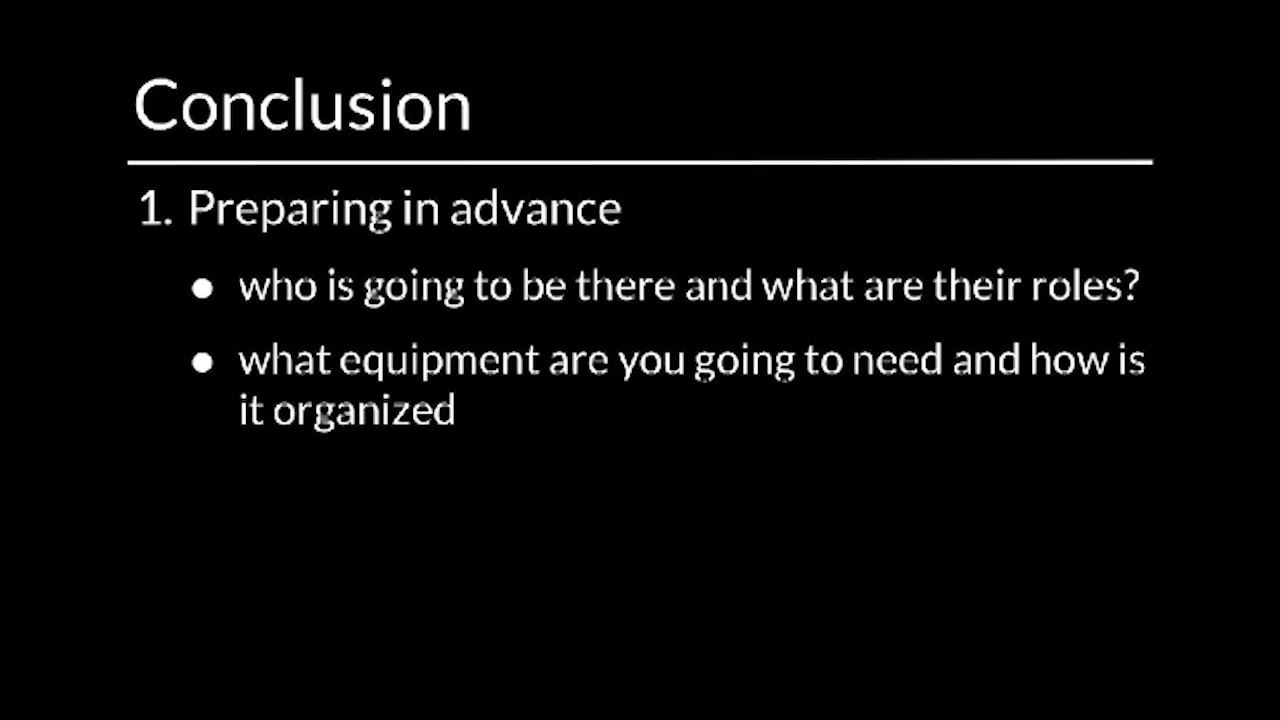 Conclusion
1. Preparing in advance
● who is going to be there and what are their roles?
● what equipment are you going to need and how is
it organized